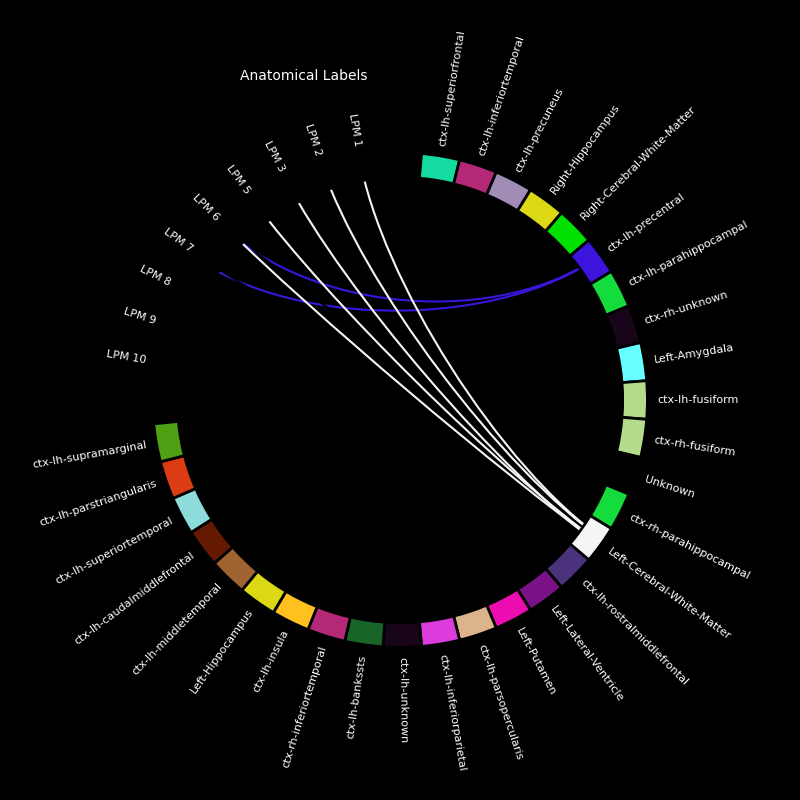 Anatomical Labels
LPM 1
LPM 2
LPM 3
LPM 5
LPM 6
LPM 7
LPM 8
LPM 9
LPM 10
ctx-lh-superiorfrontal
ctx-lh-inferiortemporal
ctx-lh-precuneus
Right-Hippocampus
Right-Cerebral-White-Matter
ctx-lh-precentral
ctx-lh-parahippocampal
ctx-rh-unknown
Left-Amygdala
ctx-lh-fusiform
ctx-rh-fusiform
Unknown
ctx-rh-parahippocampal
Left-Cerebral-White-Matter
ctx-lh-rostralmiddlefrontal
Left-Lateral-Ventricle
Left-Putamen
ctx-lh-parsopercularis
ctx-lh-inferiorparietal
ctx-lh-unknown
ctx-lh-bankssts
ctx-rh-inferiortemporal
ctx-lh-insula
Left-Hippocampus
ctx-lh-middletemporal
ctx-lh-caudalmiddlefrontal
ctx-lh-superiortemporal
ctx-lh-parstriangularis
ctx-lh-supramarginal